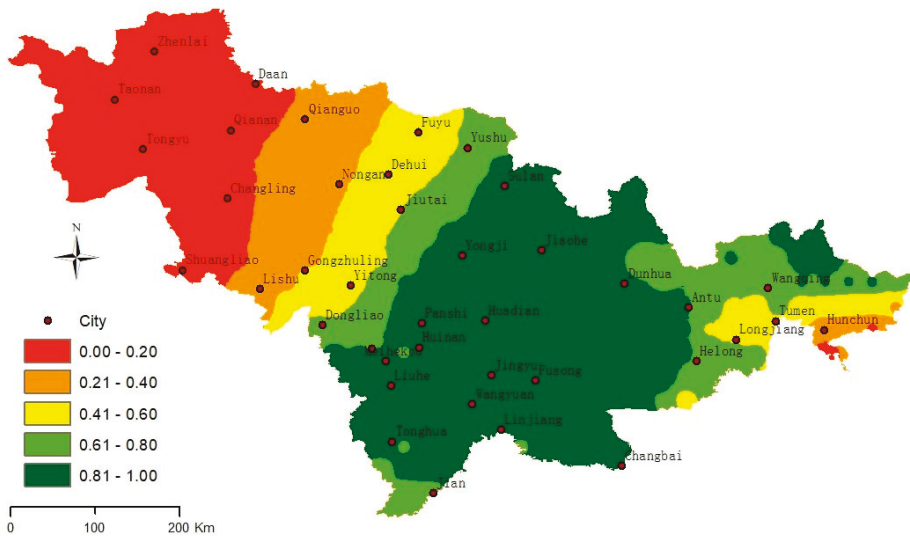 Zhenlai
Daan
Taonan
Qianguo
Qianan
Fuyu
Tongyu
Yushu
Dehui
Nongan
Sulan
Changling
Jiutai
N
Yongji
Jiaohe
Shuangliao
Gongzhuling
Lishu
Yitong
Dunhua
Wangqing
Antu
City
Dongliao
Panshi
Huadian
Tumen
Hunchun
0.00 - 0.20
Huinan
Longjiang
Helong
0.21 - 0.40
Liuhe
Jingyu
Fusong
0.41 - 0.60
Wangyuan
0.61 - 0.80
Tonghua
Linjiang
0.81 - 1.00
Changbai
0 100 200 Km